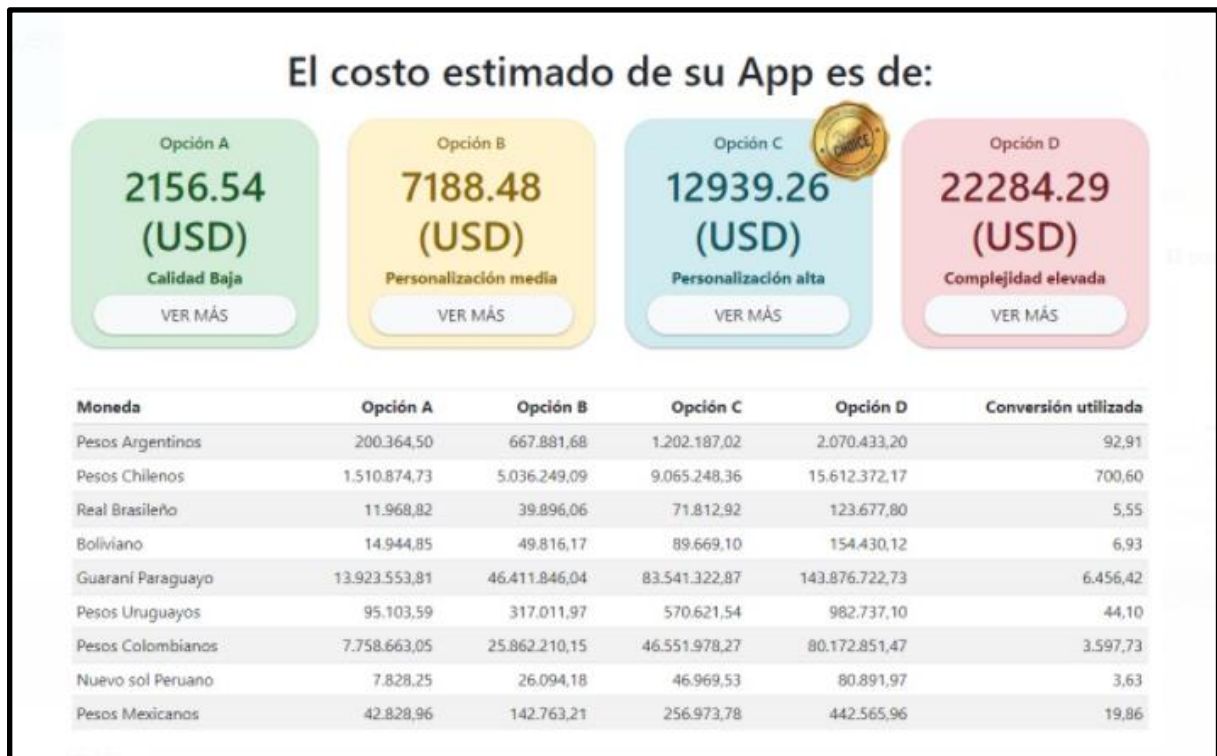 El costo estimado de su App es de:
Opción A
2156.54
(USD)
Calidad Baja
VER MÁS
Opción B
7188.48
(USD)
Personalización media
VER MÁS
Opción C
CHOICE
12939.26
(USD)
Personalización alta
VER MÁS
Opción D
22284.29
(USD)
Complejidad elevada
VER MÁS
Moneda Opción A Opción B Opción C Opción D Conversión utilizada
Pesos Argentinos 200.364,50 667.881,68 1.202.187,02 2.070.433,20 92,91
Pesos Chilenos 1.510.874,73 5.036.249,09 9.065.248,36 15.612.372,17 700,60
Real Brasileño 11.968,82 39.896,06 71.812,92 123.677,80 5,55
Boliviano 14.944,85 49.816,17 89.669,10 154.430,12 6,93
Guaraní Paraguayo 13.923.553,81 46.411.846,04 83.541.322,87 143.876.722,73 6.456,42
Pesos Uruguayos 95.103,59 317.011,97 570.621,54 982.737,10 44,10
Pesos Colombianos 7.758.663,05 25.862.210,15 46.551.978,27 80.172.851,47 3.597,73
Nuevo sol Peruano 7.828,25 26.094,18 46.969,53 80.891,97 3,63
Pesos Mexicanos 42.828,96 142.763,21 256.973,78 442.565,96 19,86